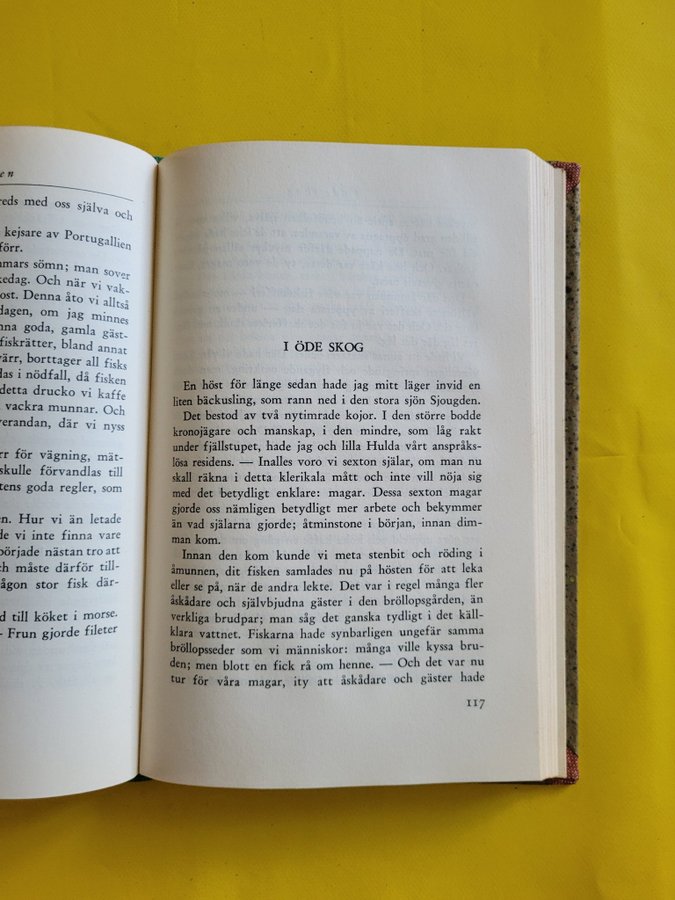 en
reds med oss själva och
kejsare av Portugallien
förr.
mars sömn; man sover
kedag. Och när vi vak-
ost. Denna åto vi alltså
dagen, om jag minnes
nna goda, gamla gäst-
fiskrätter, bland annat
värr, borttager all fisks
das i nödfall, då fisken
detta drucko vi kaffe
vackra munnar. Och
verandan, där vi nyss
rr för vägning, mät-
skulle förvandlas till
tens goda regler, som
en. Hur vi än letade
de vi inte finna vare
började nästan tro att
och måste därför till-
någon stor fisk där-
d till köket i morse.
– Frun gjorde fileter
I ÖDE SKOG
En höst för länge sedan hade jag mitt läger invid en
liten bäckusling, som rann ned i den stora sjön Sjougden.
Det bestod av två nytimrade kojor. I den större bodde
kronojägare och manskap, i den mindre, som låg rakt
under fjällstupet, hade jag och lilla Hulda vårt anspråks-
lösa residens. — Inalles voro vi sexton själar, om man nu
skall räkna i detta klerikala mått och inte vill nöja sig
med det betydligt enklare: magar. Dessa sexton magar
gjorde oss nämligen betydligt mer arbete och bekymmer
än vad själarna gjorde; åtminstone i början, innan dim-
man kom.
Innan den kom kunde vi meta stenbit och röding i
åmunnen, dit fisken samlades nu på hösten för att leka
eller se på, när de andra lekte. Det var i regel många fler
åskådare och självbjudna gäster i den bröllopsgården, än
verkliga brudpar; man såg det ganska tydligt i det käll-
klara vattnet. Fiskarna hade synbarligen ungefär samma
bröllopsseder som vi människor: många ville kyssa bru-
den; men blott en fick rå om henne. — Och det var nu
tur för våra magar, ity att åskådare och gäster hade
117